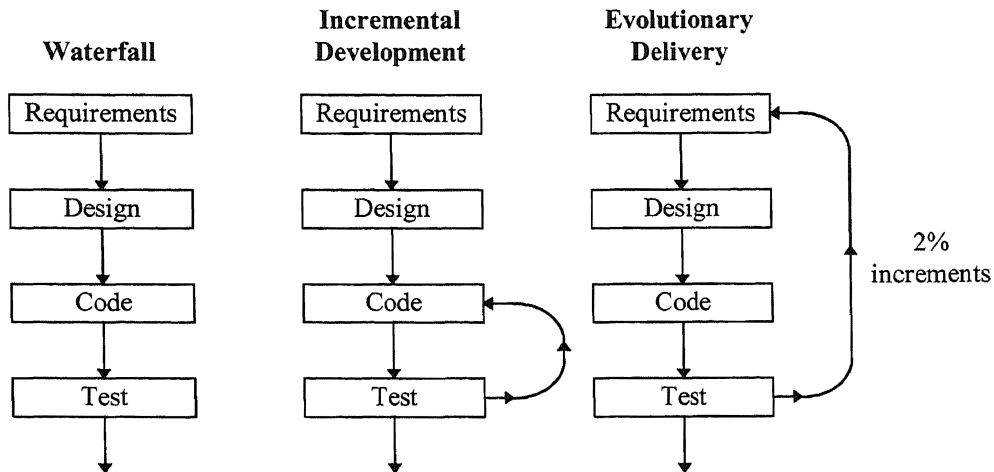 Waterfall
Requirements
Design
Code
Test
Incremental
Development
Requirements
Design
Code
Test
Evolutionary
Delivery
Requirements
Design
Code
Test
2%
increments